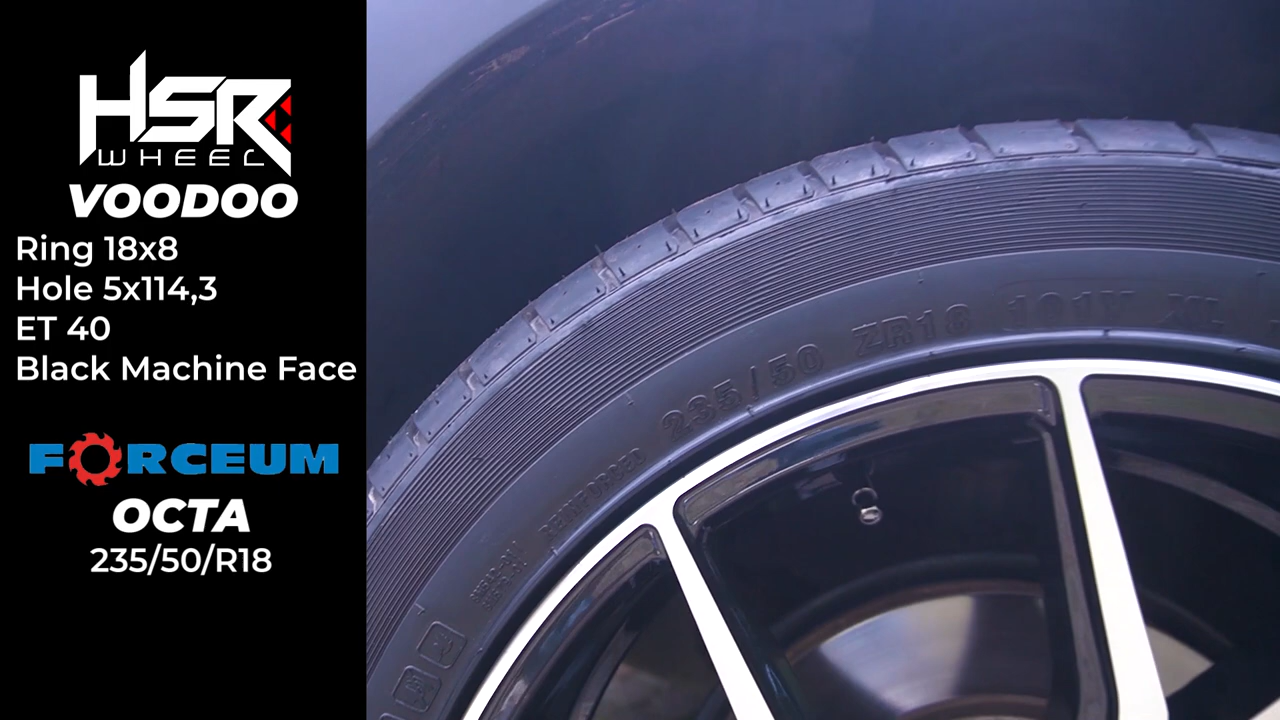 HSR
WHEEL
VOODOO
Ring 18x8
Hole 5x114,3
ET 40
Black Machine Face
FORCEUM
OCTA
235/50/R18
235/50 ZR18 101Y XL
REINFORCED